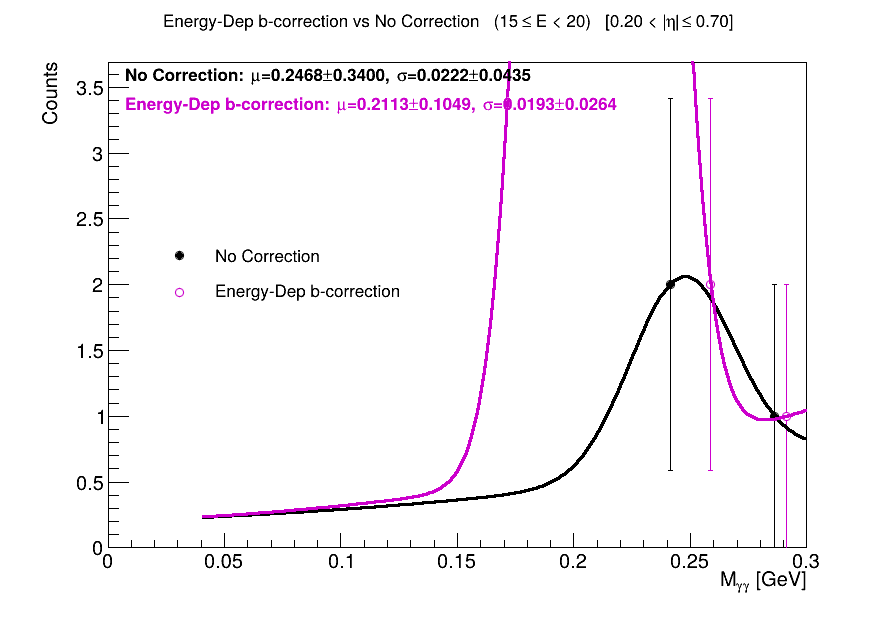 Energy-Dep b-correction vs No Correction (15 ≤ E < 20) [0.20 < |η| ≤ 0.70]
Counts
No Correction: μ=0.2468±0.3400, σ=0.0222±0.0435
Energy-Dep b-correction: μ=0.2113±0.1049, σ=0.0193±0.0264
3.5
3
2.5
2
1.5
1
0.5
0
No Correction
Energy-Dep b-correction
0 0.05 0.1 0.15 0.2 0.25 0.3
M_γγ [GeV]